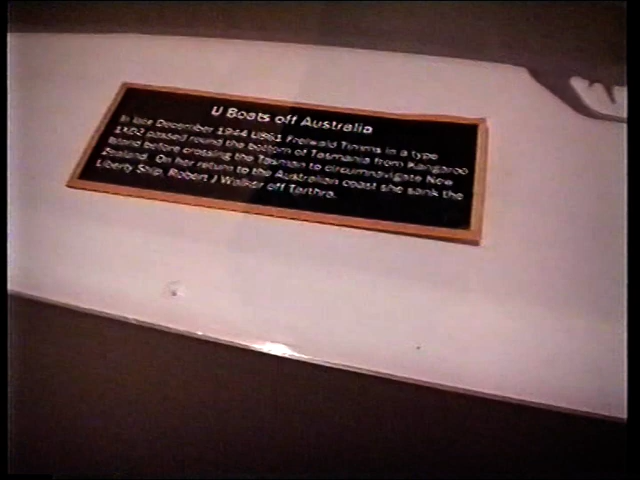 U Boats off Australia
In late December 1944 U861 Freiwald Timms in a type
1XD2 passed round the bottom of Tasmania from Kangaroo
Island before crossing the Tasman to circumnavigate New
Zealand. On her return to the Australian coast she sank the
Liberty Ship, Robert J Walker off Tarthra.